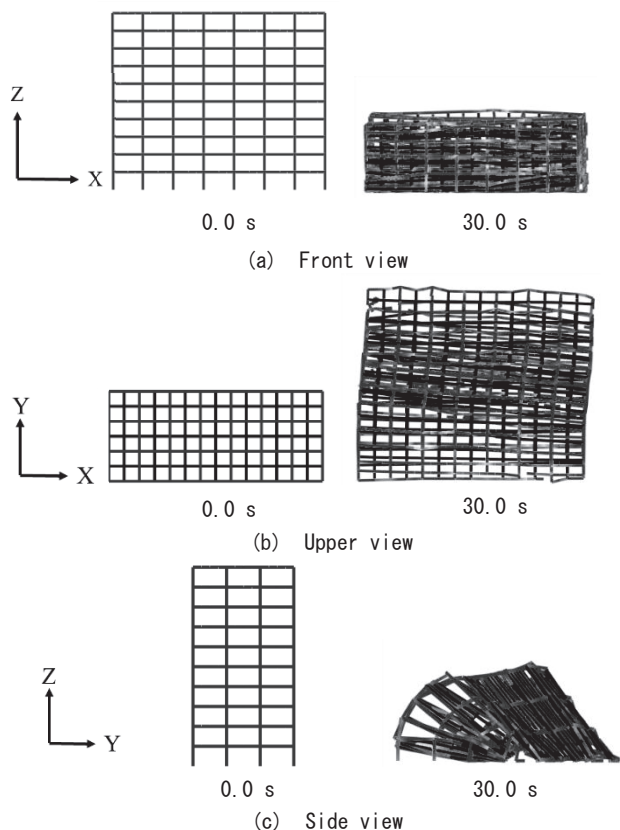 Z
X
0.0 s 30.0 s
(a) Front view
Y
X
0.0 s 30.0 s
(b) Upper view
Z
Y
0.0 s 30.0 s
(c) Side view